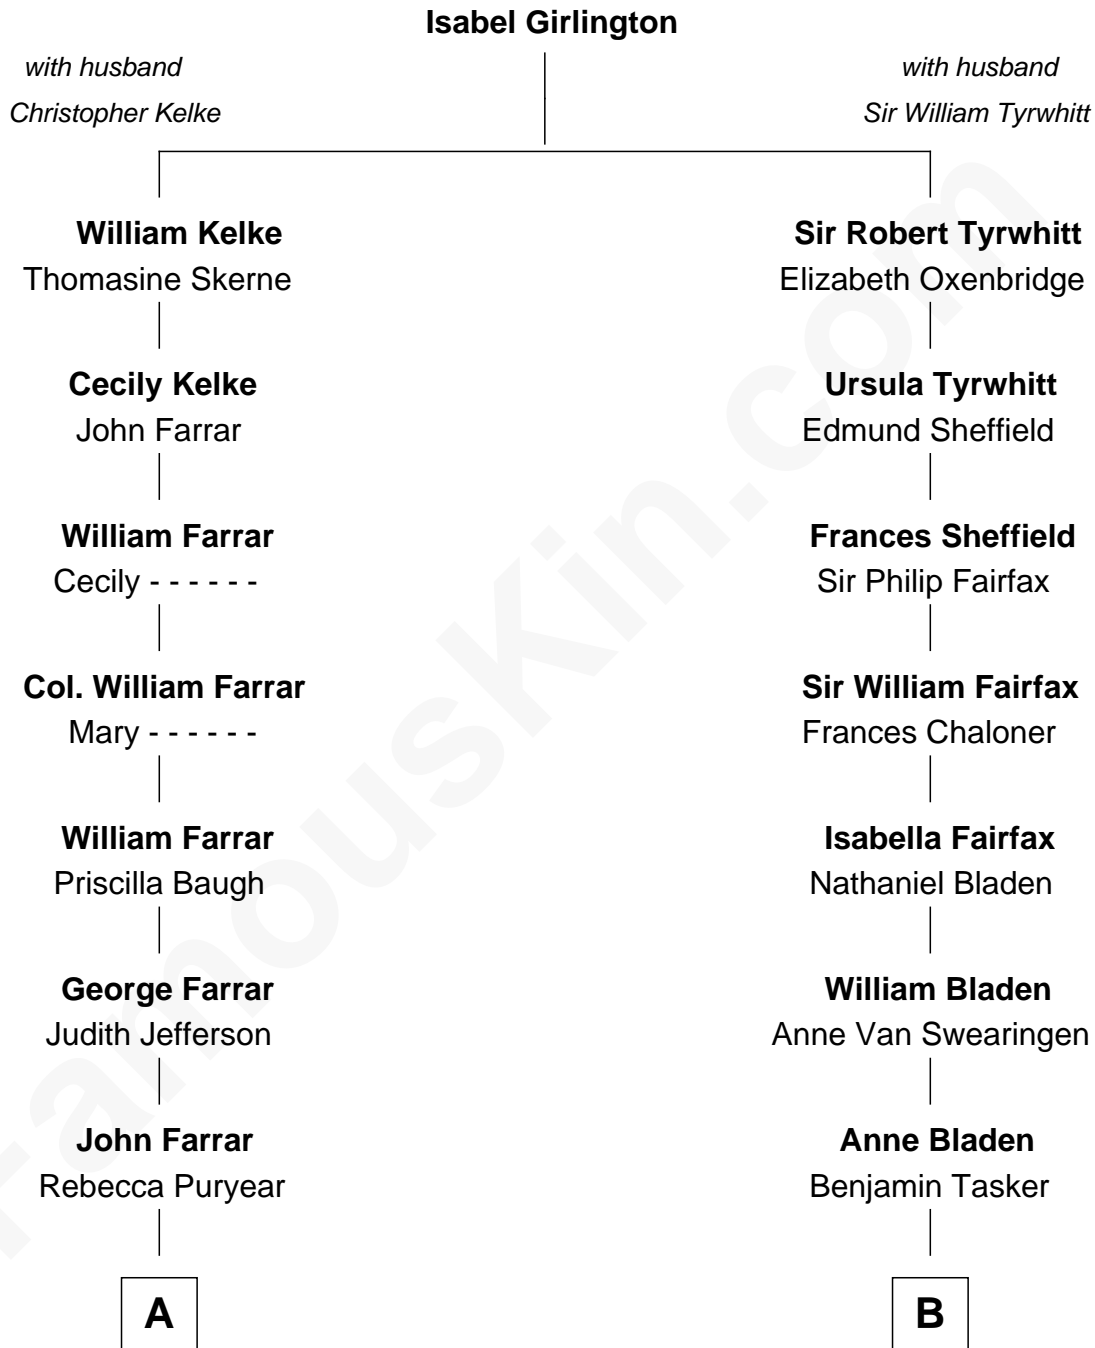 Isabel Girlington
with husband
Christopher Kelke
with husband
Sir William Tyrwhitt
William Kelke
Thomasine Skerne
Sir Robert Tyrwhitt
Elizabeth Oxenbridge
Cecily Kelke
John Farrar
Ursula Tyrwhitt
Edmund Sheffield
William Farrar
Cecily - - - - - -
Frances Sheffield
Sir Philip Fairfax
Col. William Farrar
Mary - - - - - -
Sir William Fairfax
Frances Chaloner
William Farrar
Priscilla Baugh
Isabella Fairfax
Nathaniel Bladen
George Farrar
Judith Jefferson
William Bladen
Anne Van Swearingen
John Farrar
Rebecca Puryear
Anne Bladen
Benjamin Tasker
A
B
FamousKin.com